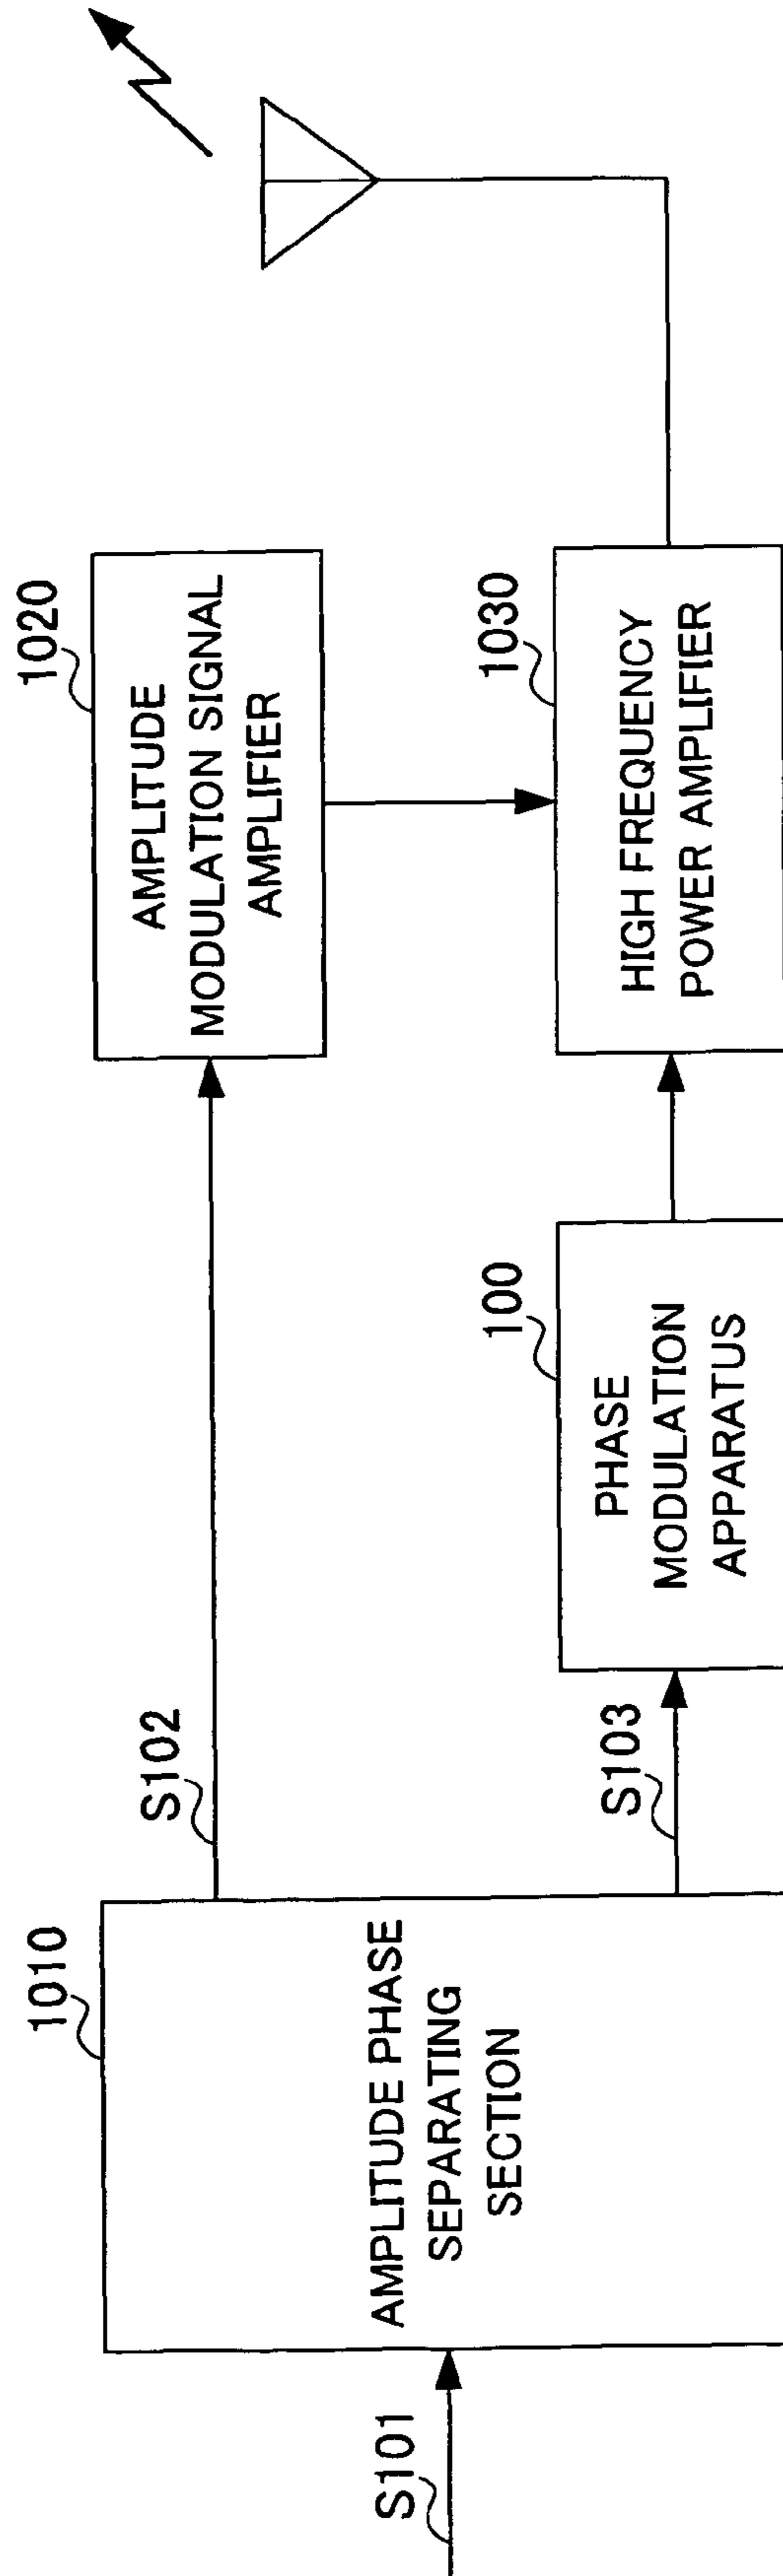 S101
1010
AMPLITUDE PHASE
SEPARATING
SECTION
S102
S103
100
PHASE
MODULATION
APPARATUS
1020
AMPLITUDE
MODULATION SIGNAL
AMPLIFIER
1030
HIGH FREQUENCY
POWER AMPLIFIER